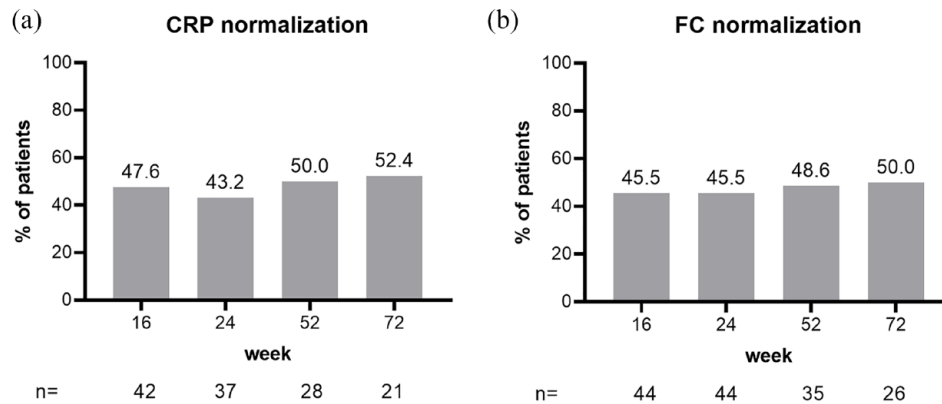 (a)
CRP normalization
% of patients
100
80
60
40
20
0
47.6
43.2
50.0
52.4
16
24
52
72
week
n= 42 37 28 21
(b)
FC normalization
% of patients
100
80
60
40
20
0
45.5
45.5
48.6
50.0
16
24
52
72
week
n= 44 44 35 26